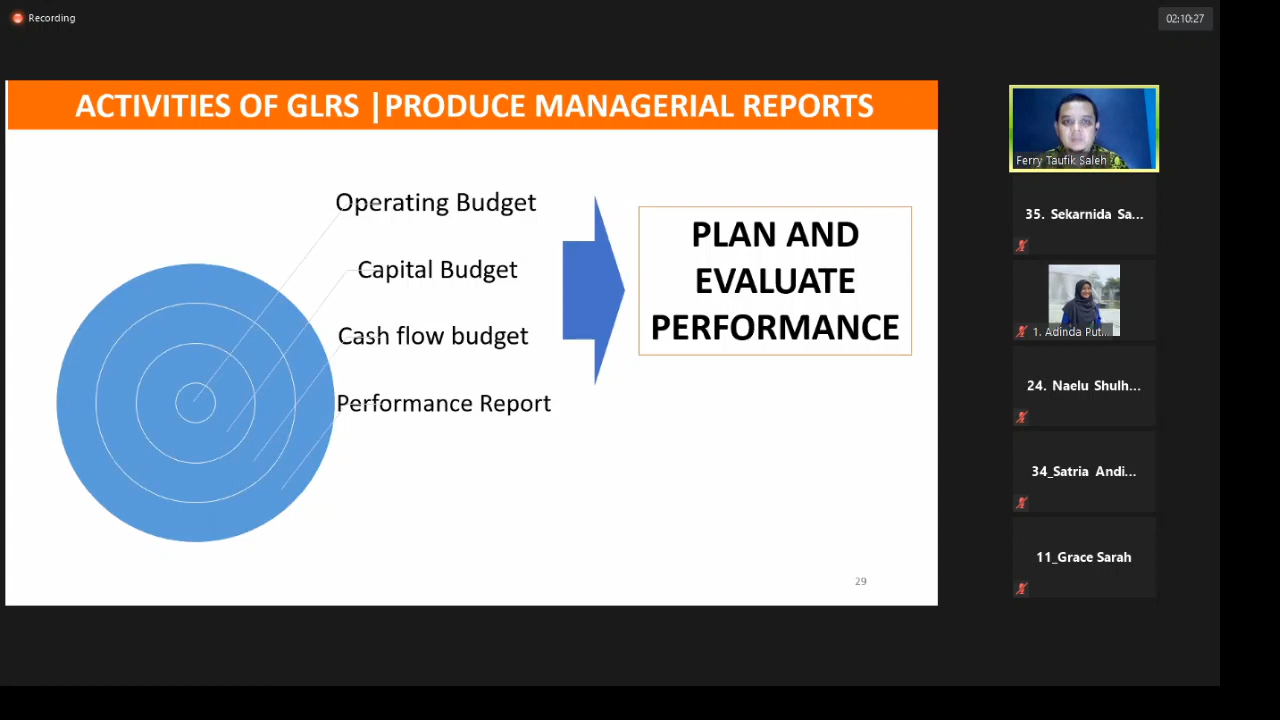 Recording
02:10:27
ACTIVITIES OF GLRS |PRODUCE MANAGERIAL REPORTS
Operating Budget
Capital Budget
Cash flow budget
Performance Report
PLAN AND
EVALUATE
PERFORMANCE
29
Ferry Taufik Saleh
35. Sekarnida Sa...
1. Adinda Put...
24. Naelu Shulh...
34_Satria Andi...
11_Grace Sarah